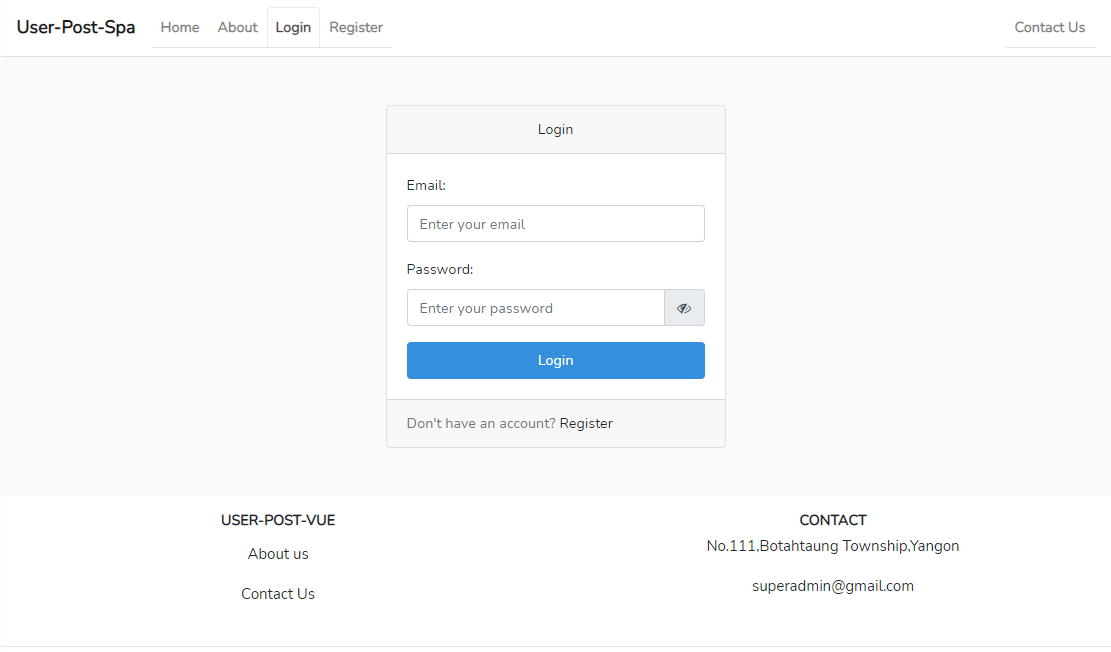 User-Post-Spa Home About Login Register Contact Us
Login
Email:
Enter your email
Password:
Enter your password
Login
Don't have an account? Register
USER-POST-VUE
About us
Contact Us
CONTACT
No.111,Botahtaung Township,Yangon
superadmin@gmail.com